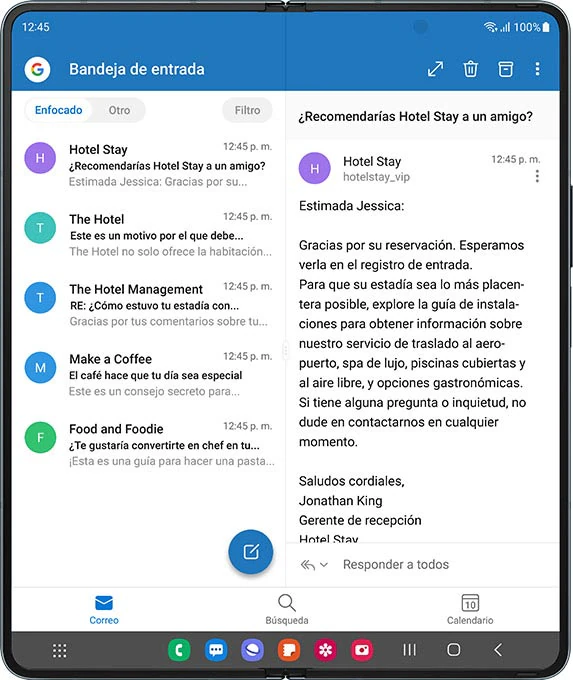 12:45
100%
G
Bandeja de entrada
Enfocado
Otro
Filtro
H
Hotel Stay
12:45 p. m.
¿Recomendarías Hotel Stay a un amigo?
Estimada Jessica: Gracias por su...
T
The Hotel
12:45 p. m.
Este es un motivo por el que debe...
The Hotel no solo ofrece la habitación...
T
The Hotel Management
12:45 p. m.
RE: ¿Cómo estuvo tu estadía con...
Gracias por tus comentarios sobre tu...
M
Make a Coffee
12:45 p. m.
El café hace que tu día sea especial
Este es un consejo secreto para...
F
Food and Foodie
12:45 p. m.
¿Te gustaría convertirte en chef en tu...
¡Esta es una guía para hacer una pasta...
¿Recomendarías Hotel Stay a un amigo?
H
Hotel Stay
12:45 p. m.
hotelstay_vip
Estimada Jessica:
Gracias por su reservación. Esperamos
verla en el registro de entrada.
Para que su estadía sea lo más placen-
tera posible, explore la guía de instala-
ciones para obtener información sobre
nuestro servicio de traslado al aero-
puerto, spa de lujo, piscinas cubiertas y
al aire libre, y opciones gastronómicas.
Si tiene alguna pregunta o inquietud, no
dude en contactarnos en cualquier
momento.
Saludos cordiales,
Jonathan King
Gerente de recepción
Hotel Stay
Responder a todos
Correo
Búsqueda
10
Calendario